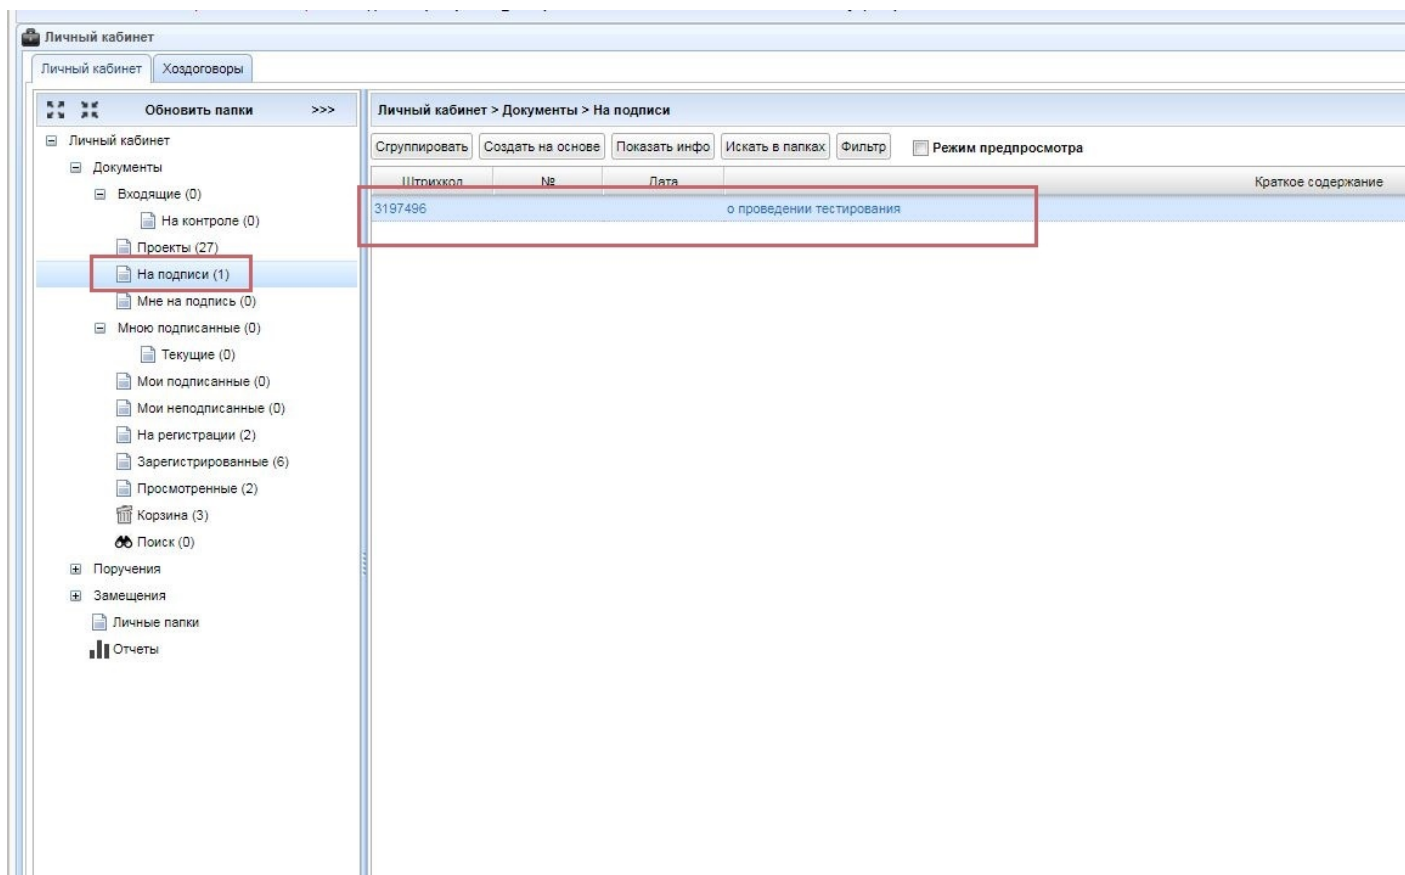 Личный кабинет
Личный кабинет Хоздоговоры
Обновить папки >>>
Личный кабинет
Документы
Входящие (0)
На контроле (0)
Проекты (27)
На подписи (1)
Мне на подпись (0)
Мною подписанные (0)
Текущие (0)
Мои подписанные (0)
Мои неподписанные (0)
На регистрации (2)
Зарегистрированные (6)
Просмотренные (2)
Корзина (3)
Поиск (0)
Поручения
Замещения
Личные папки
Отчеты
Личный кабинет > Документы > На подписи
Сгруппировать Создать на основе Показать инфо Искать в папках Фильтр Режим предпросмотра
Штрихкод № Дата Краткое содержание
3197496 о проведении тестирования